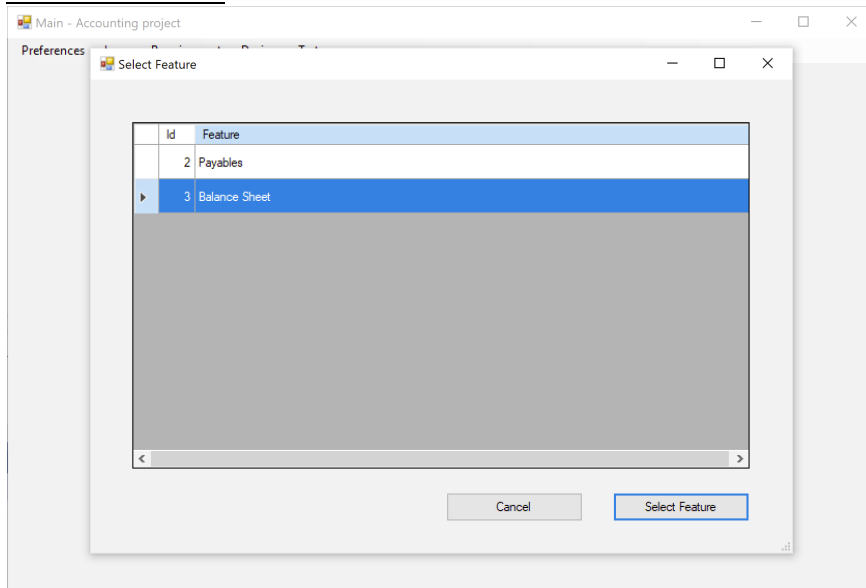 Main - Accounting project
Preferences
Select Feature
Id Feature
2 Payables
3 Balance Sheet
Cancel Select Feature